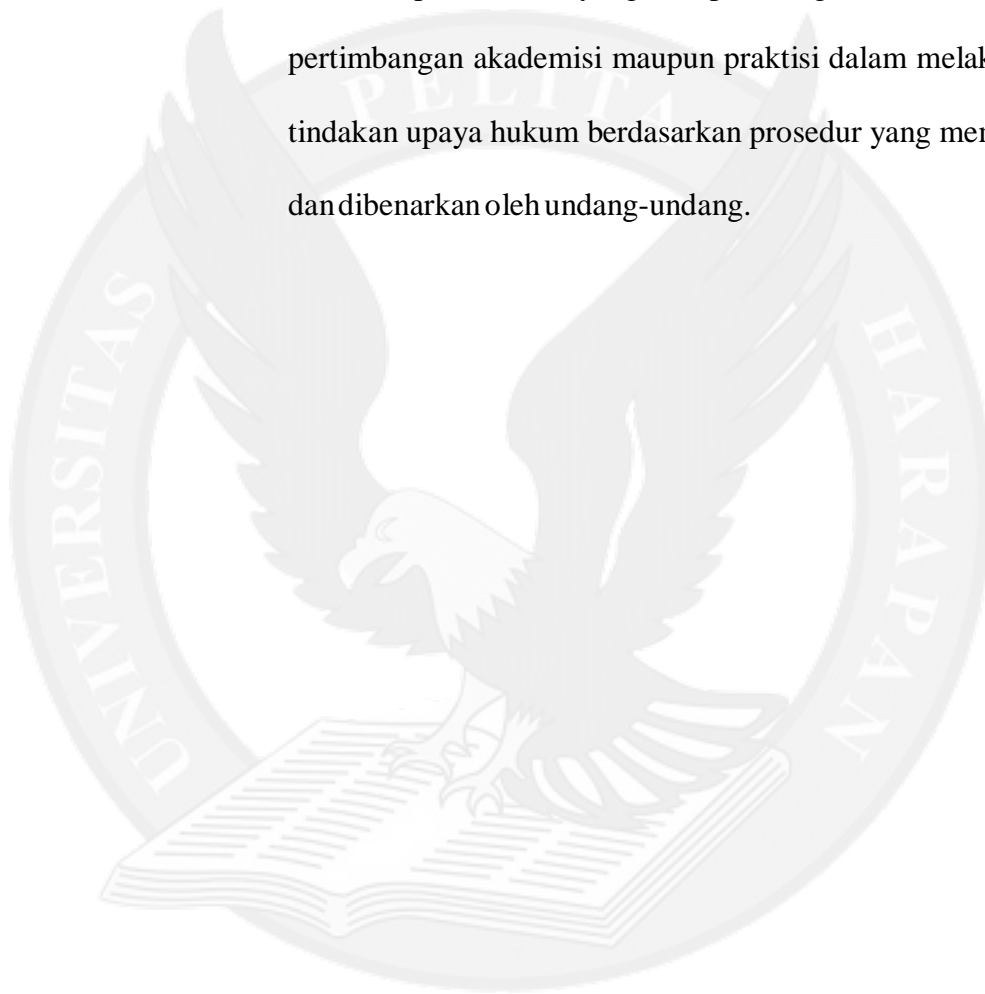 pertimbangan akademisi maupun praktisi dalam
tindakan upaya hukum berdasarkan prosedur yang
dan dibenarkan oleh undang-undang.
UNIVERSITAS PELITA HARAPAN